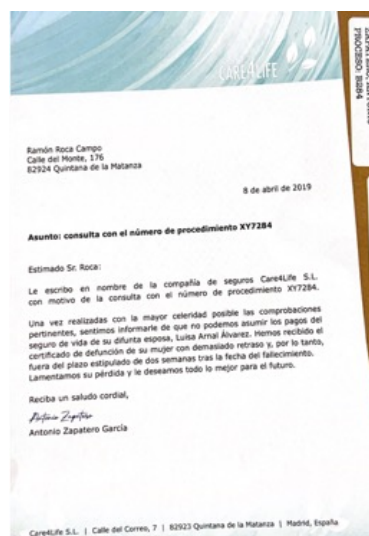 CARE4LIFE
PROCESO: B284
Ramón Roca Campo
Calle del Monte, 176
82924 Quintana de la Matanza
8 de abril de 2019
Asunto: consulta con el número de procedimiento XY7284
Estimado Sr. Roca:
Le escribo en nombre de la compañía de seguros Care4Life S.L.
con motivo de la consulta con el número de procedimiento XY7284.
Una vez realizadas con la mayor celeridad posible las comprobaciones
pertinentes, sentimos informarle de que no podemos asumir los pagos del
seguro de vida de su difunta esposa, Luisa Arnal Álvarez. Hemos recibido el
certificado de defunción de su mujer con demasiado retraso y, por lo tanto,
fuera del plazo estipulado de dos semanas tras la fecha del fallecimiento.
Lamentamos su pérdida y le deseamos todo lo mejor para el futuro.
Reciba un saludo cordial,
Antonio Zapatero
Antonio Zapatero García
Care4Life S.L. | Calle del Correo, 7 | 82923 Quintana de la Matanza | Madrid, España